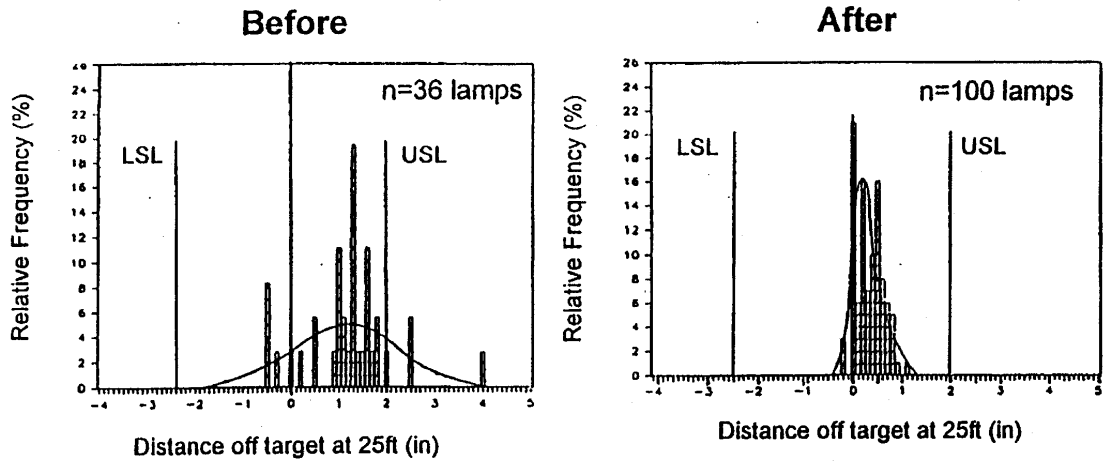 Before
After
Relative Frequency (%)
26
24
22
20
18
16
14
12
10
8
6
4
2
0
n=36 lamps
LSL
USL
-4 -3 -2 -1 0 1 2 3 4 5
Distance off target at 25ft (in)
Relative Frequency (%)
26
24
22
20
18
16
14
12
10
8
6
4
2
0
n=100 lamps
LSL
USL
-4 -3 -2 -1 0 1 2 3 4 5
Distance off target at 25ft (in)